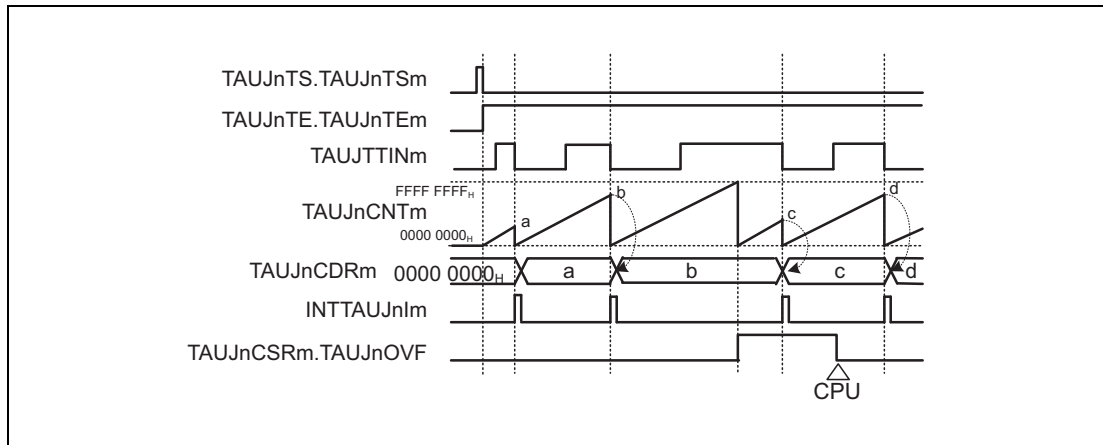 TAUJnTS.TAUJnTSm
TAUJnTE.TAUJnTEm
TAUJTTINm
FFFF FFFFH
TAUJnCNTm
0000 0000H
a
b
c
d
TAUJnCDRm 0000 0000H a b c d
INTTAUJnIm
TAUJnCSRm.TAUJnOVF
CPU